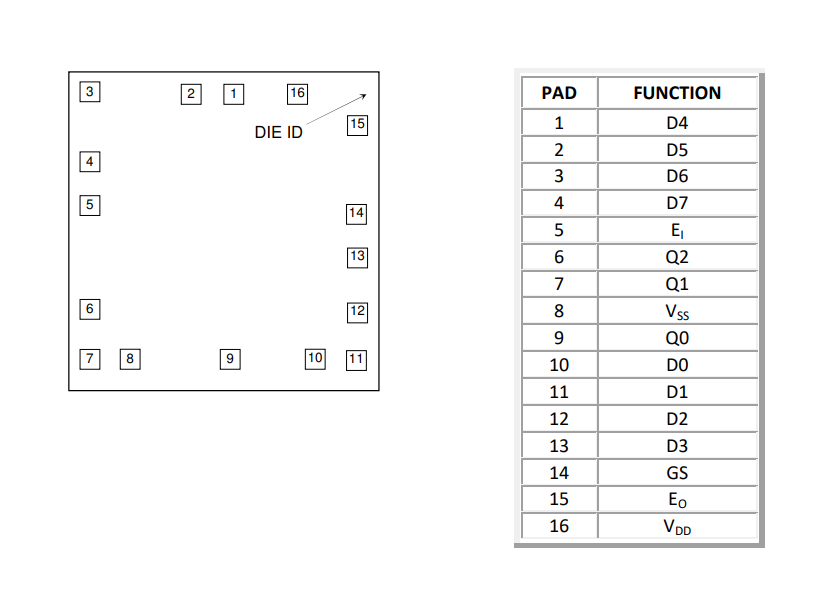 3 2 1 16
DIE ID
15
4
5
14
13
6
12
7 8 9 10 11
PAD FUNCTION
1 D4
2 D5
3 D6
4 D7
5 EI
6 Q2
7 Q1
8 VSS
9 Q0
10 D0
11 D1
12 D2
13 D3
14 GS
15 EO
16 VDD